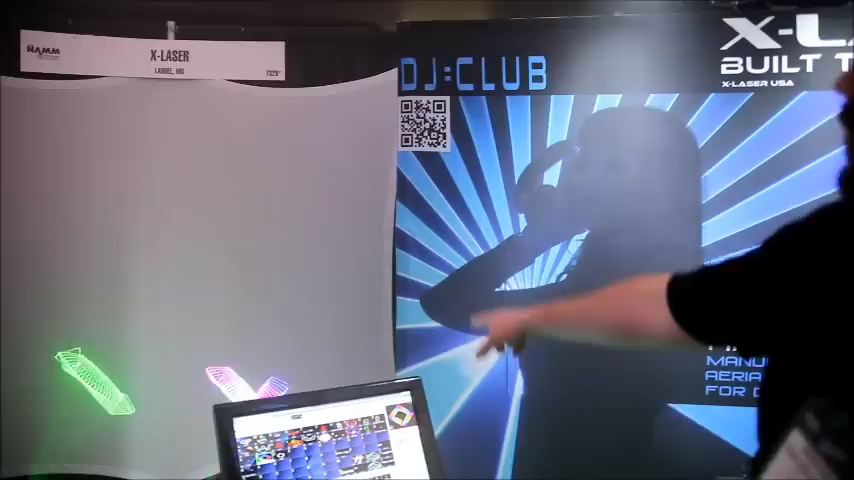 NAMM
X-LASER
LAUREL, MD
DJ:CLUB
X-LA
BUILT T
X-LASER USA
MANU
AERIA
FOR D